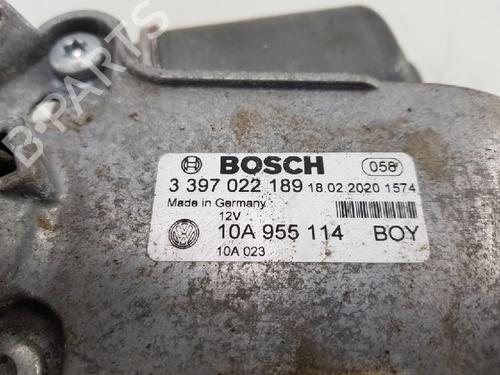 BOSCH 058
3 397 022 189 18.02.2020 1574
Made in Germany
12V
10A 955 114 BOY
10A 023
B-PARTS